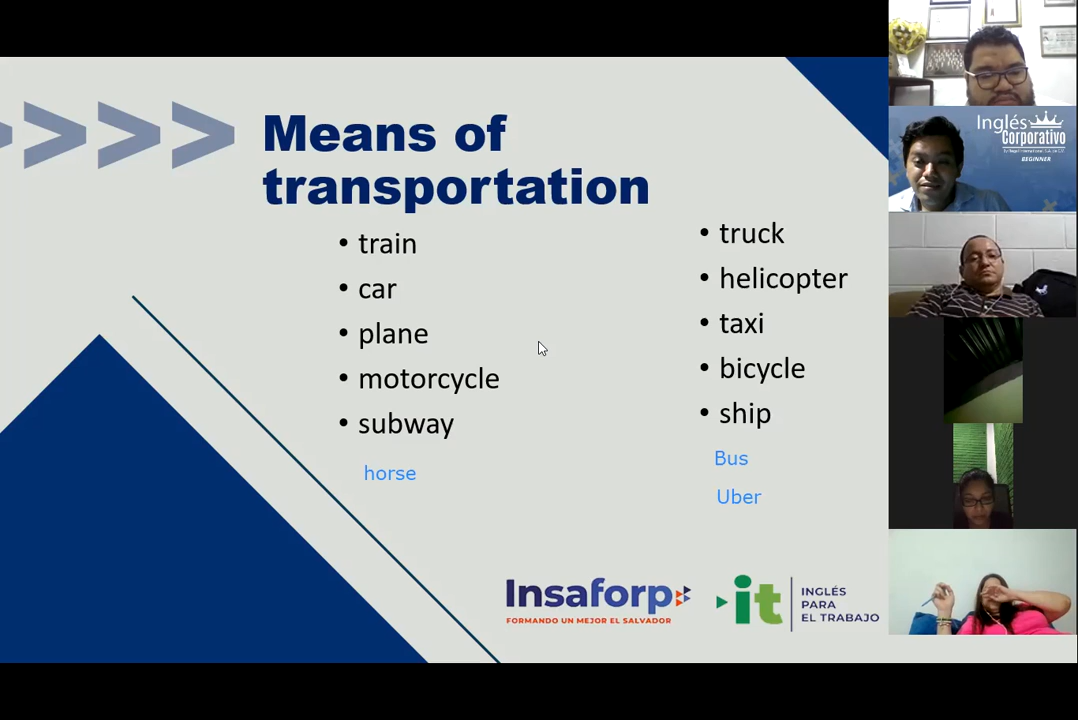 Means of
transportation
• train
• car
• plane
• motorcycle
• subway
horse
• truck
• helicopter
• taxi
• bicycle
• ship
Bus
Uber
Insaforp
FORMANDO UN MEJOR EL SALVADOR
it
INGLÉS
PARA
EL TRABAJO
Inglés
Corporativo
BEGINNER